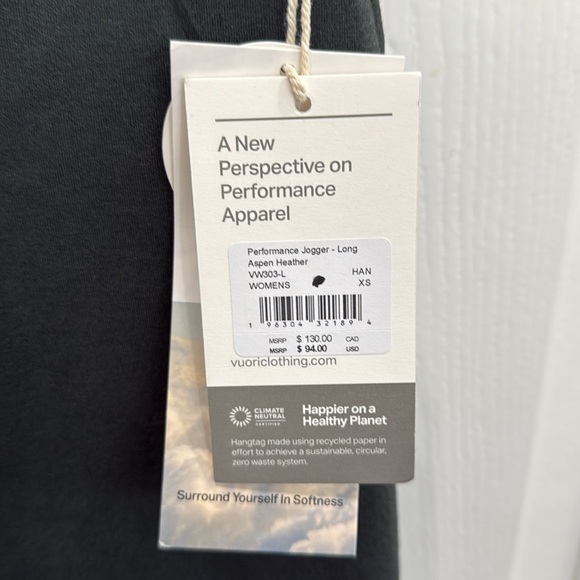 A New
Perspective on
Performance
Apparel
Performance Jogger - Long
Aspen Heather
VW303-L HAN
WOMENS XS
1 96304 32189 4
MSRP $ 130.00 CAD
MSRP $ 94.00 USD
vuoriclothing.com
CLIMATE
NEUTRAL
CERTIFIED
Happier on a
Healthy Planet
Hangtag made using recycled paper in
effort to achieve a sustainable, circular,
zero waste system.
Surround Yourself In Softness